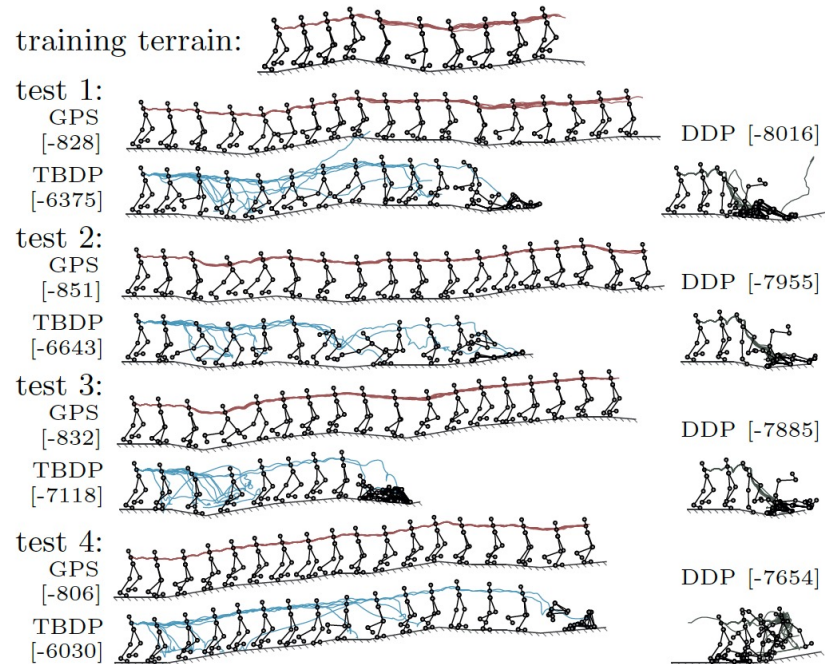 training terrain:
test 1:
GPS
[-828]
DDP [-8016]
TBDP
[-6375]
test 2:
GPS
[-851]
DDP [-7955]
TBDP
[-6643]
test 3:
GPS
[-832]
DDP [-7885]
TBDP
[-7118]
test 4:
GPS
[-806]
DDP [-7654]
TBDP
[-6030]